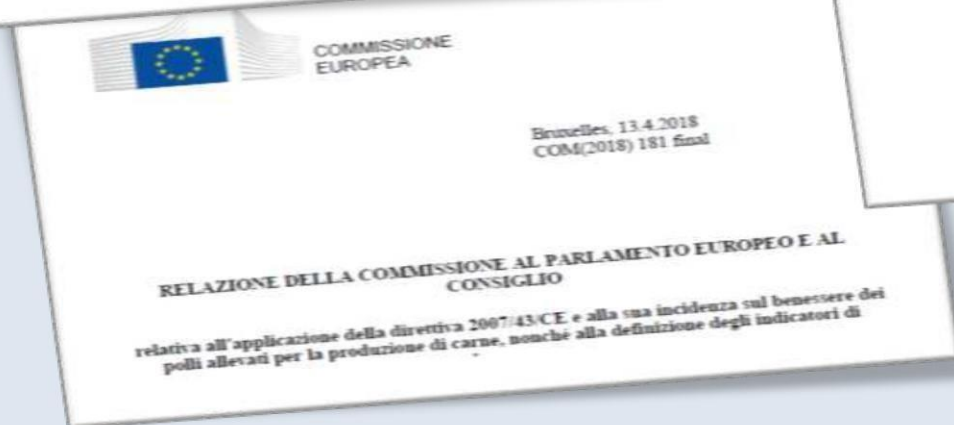 COMMISSIONE
EUROPEA
Bruxelles, 13.4.2018
COM(2018) 181 final
RELAZIONE DELLA COMMISSIONE AL PARLAMENTO EUROPEO E AL
CONSIGLIO
relativa all'applicazione della direttiva 2007/43/CE e alla sua incidenza sul benessere dei
polli allevati per la produzione di carne, nonché alla definizione degli indicatori di